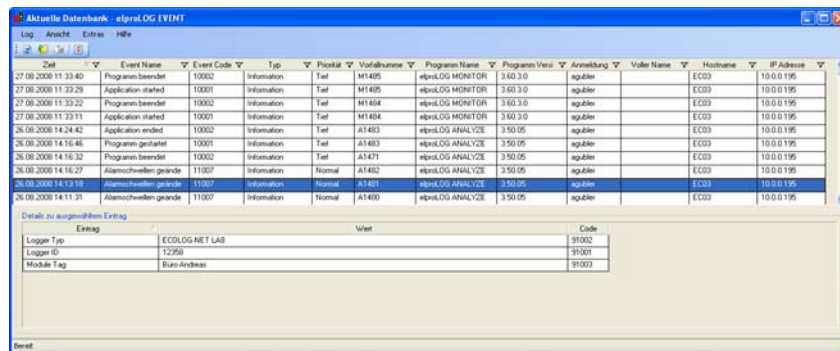 Aktuelle Datenbank - elproLOG EVENT
Log Ansicht Extras Hilfe
Zeit Event Name Event Code Typ Priorität Vorfallnumme Programm Name Programm Versi Anmeldung Voller Name Hostname IP Adresse
27.08.2008 11:33:40 Programm beendet 10002 Information Tief M1485 elproLOG MONITOR 3.60.3.0 agubler EC03 10.0.0.195
27.08.2008 11:33:29 Application started 10001 Information Tief M1485 elproLOG MONITOR 3.60.3.0 agubler EC03 10.0.0.195
27.08.2008 11:33:22 Programm beendet 10002 Information Tief M1484 elproLOG MONITOR 3.60.3.0 agubler EC03 10.0.0.195
27.08.2008 11:33:11 Application started 10001 Information Tief M1484 elproLOG MONITOR 3.60.3.0 agubler EC03 10.0.0.195
26.08.2008 14:24:42 Application ended 10002 Information Tief A1483 elproLOG ANALYZE 3.50.05 agubler EC03 10.0.0.195
26.08.2008 14:16:46 Programm gestartet 10001 Information Tief A1483 elproLOG ANALYZE 3.50.05 agubler EC03 10.0.0.195
26.08.2008 14:16:32 Programm beendet 10002 Information Tief A1471 elproLOG ANALYZE 3.50.05 agubler EC03 10.0.0.195
26.08.2008 14:16:27 Alarmschwellen geände 11007 Information Normal A1482 elproLOG ANALYZE 3.50.05 agubler EC03 10.0.0.195
26.08.2008 14:13:18 Alarmschwellen geände 11007 Information Normal A1481 elproLOG ANALYZE 3.50.05 agubler EC03 10.0.0.195
26.08.2008 14:11:31 Alarmschwellen geände 11007 Information Normal A1480 elproLOG ANALYZE 3.50.05 agubler EC03 10.0.0.195
Details zu ausgewähltem Eintrag
Eintrag Wert Code
Logger Typ ECOLOG-NET LAB 91002
Logger ID 12358 91001
Module Tag Büro Andreas 91003
Bereit